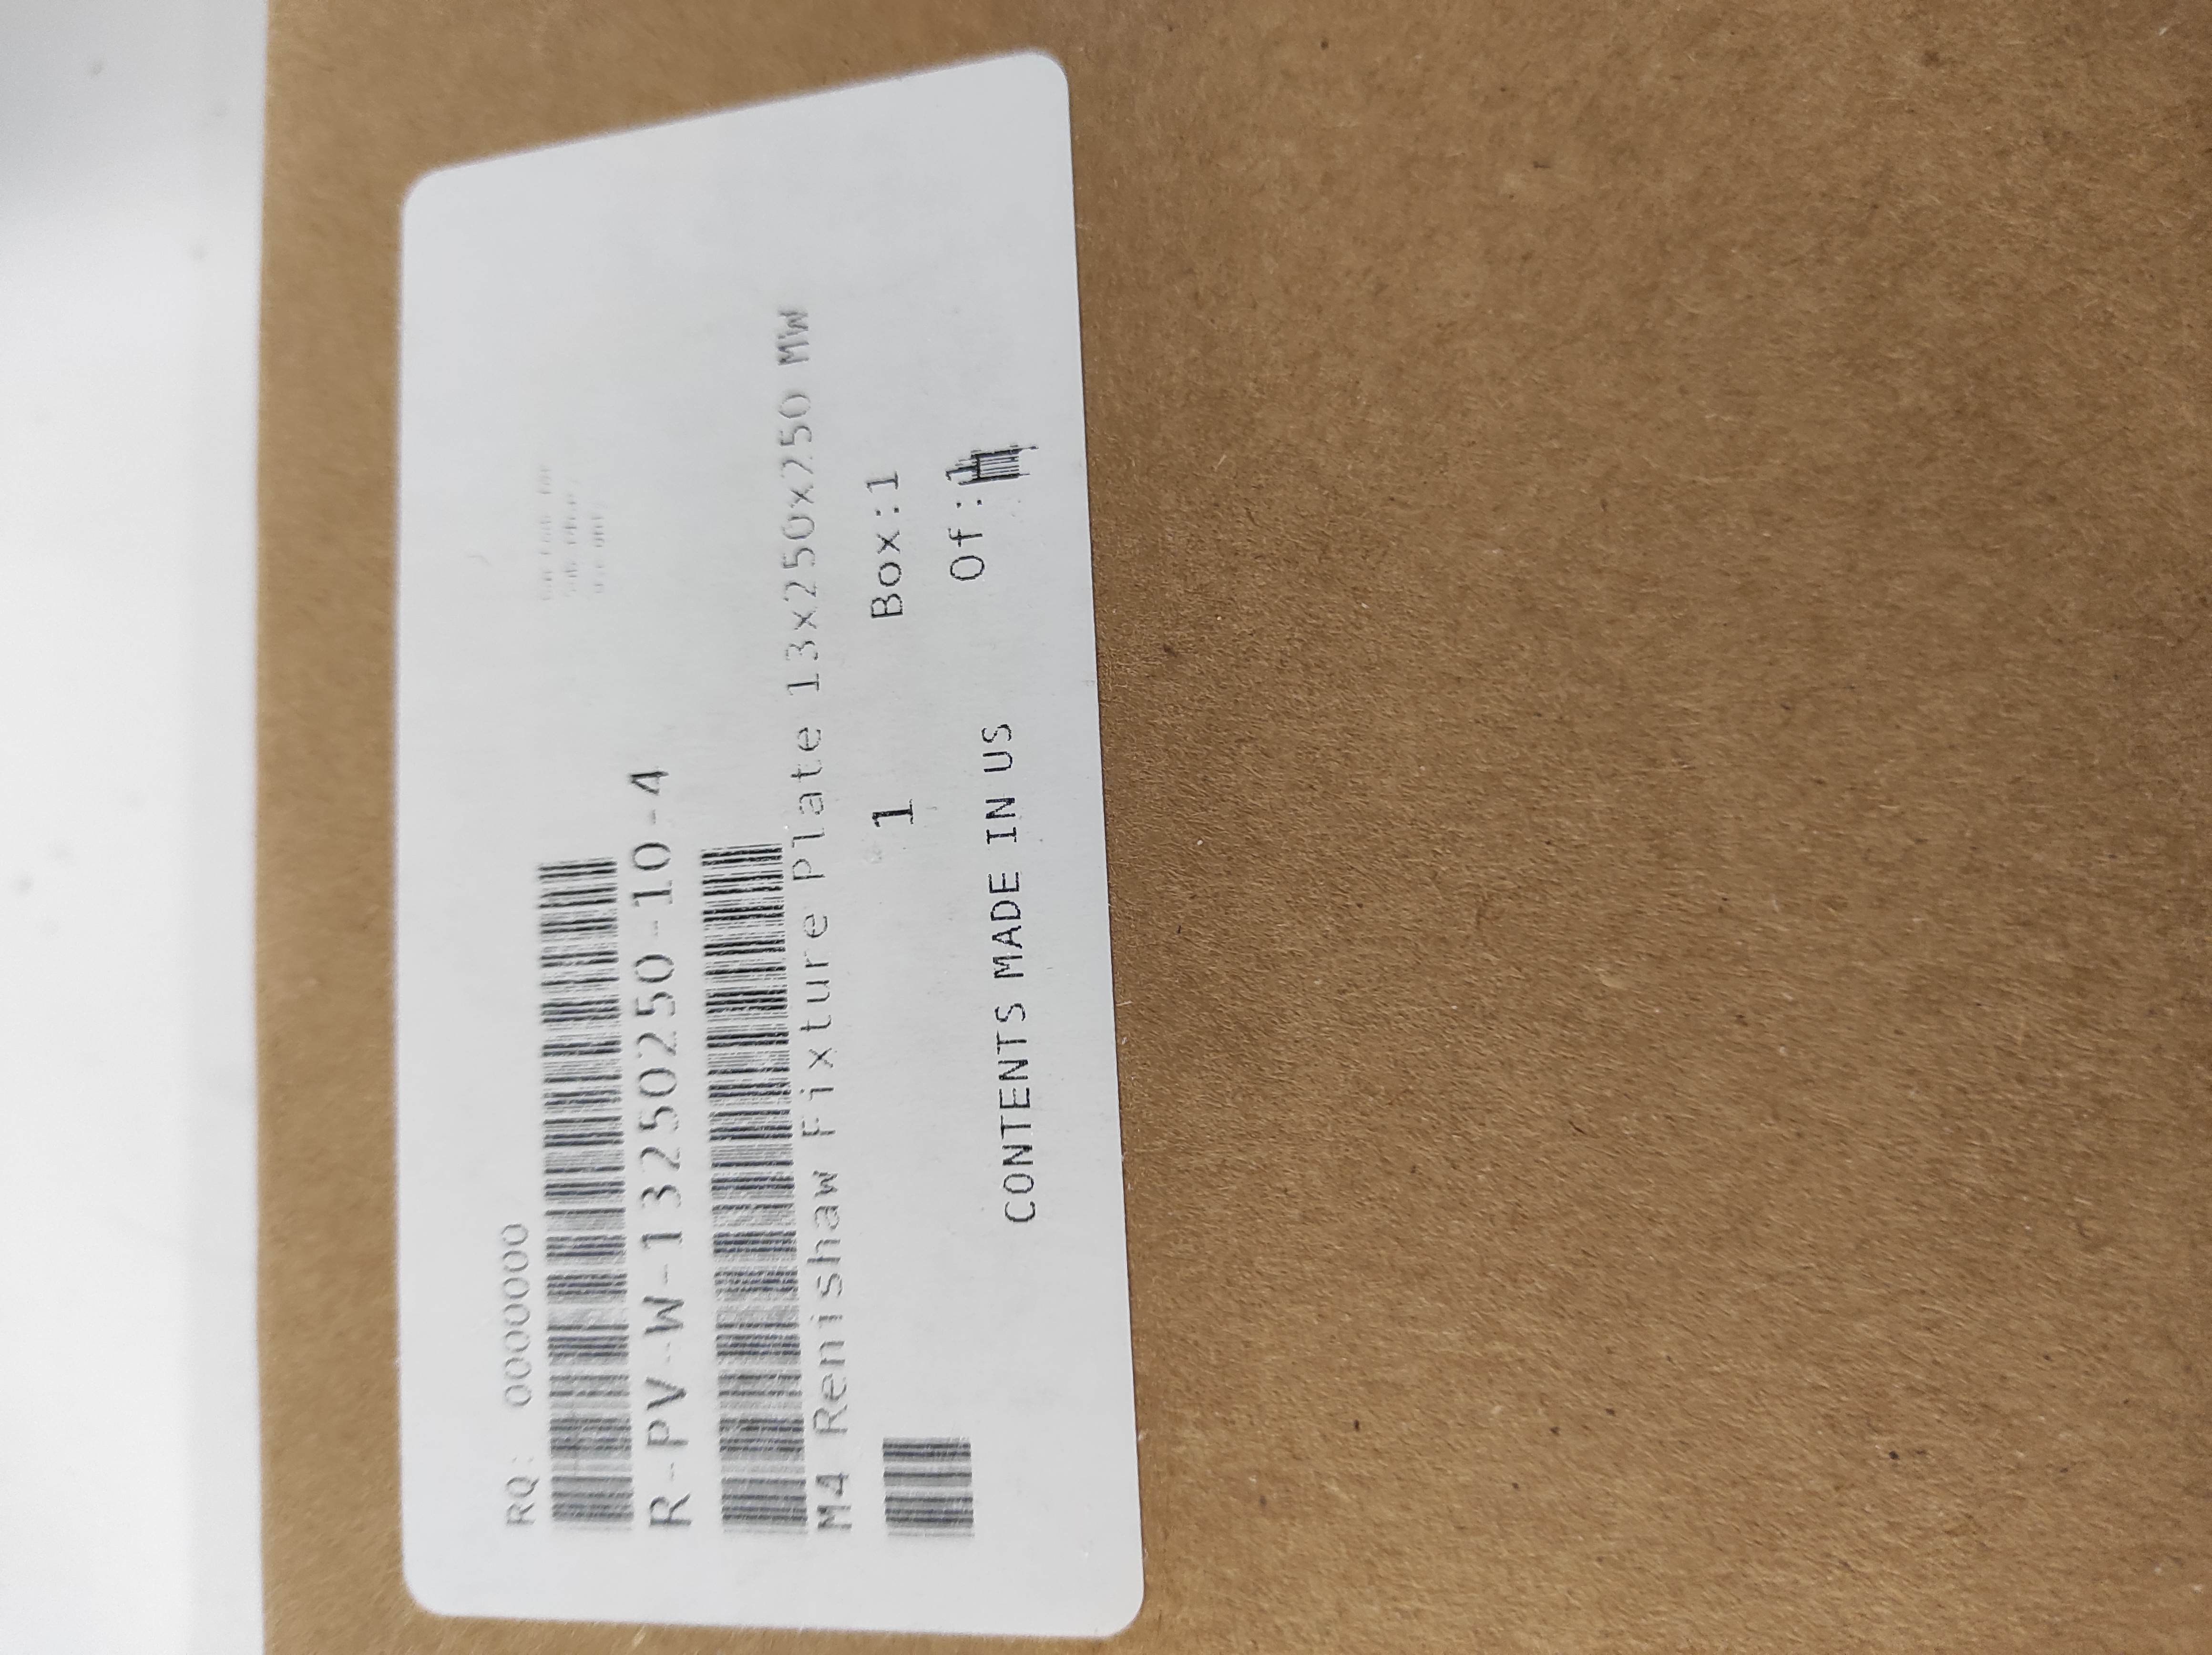 RQ: 0000000
R-PV-W-13250250-10-4
M4 Renishaw Fixture Plate 13x250x250 MW
1 Box:1
CONTENTS MADE IN US Of:1